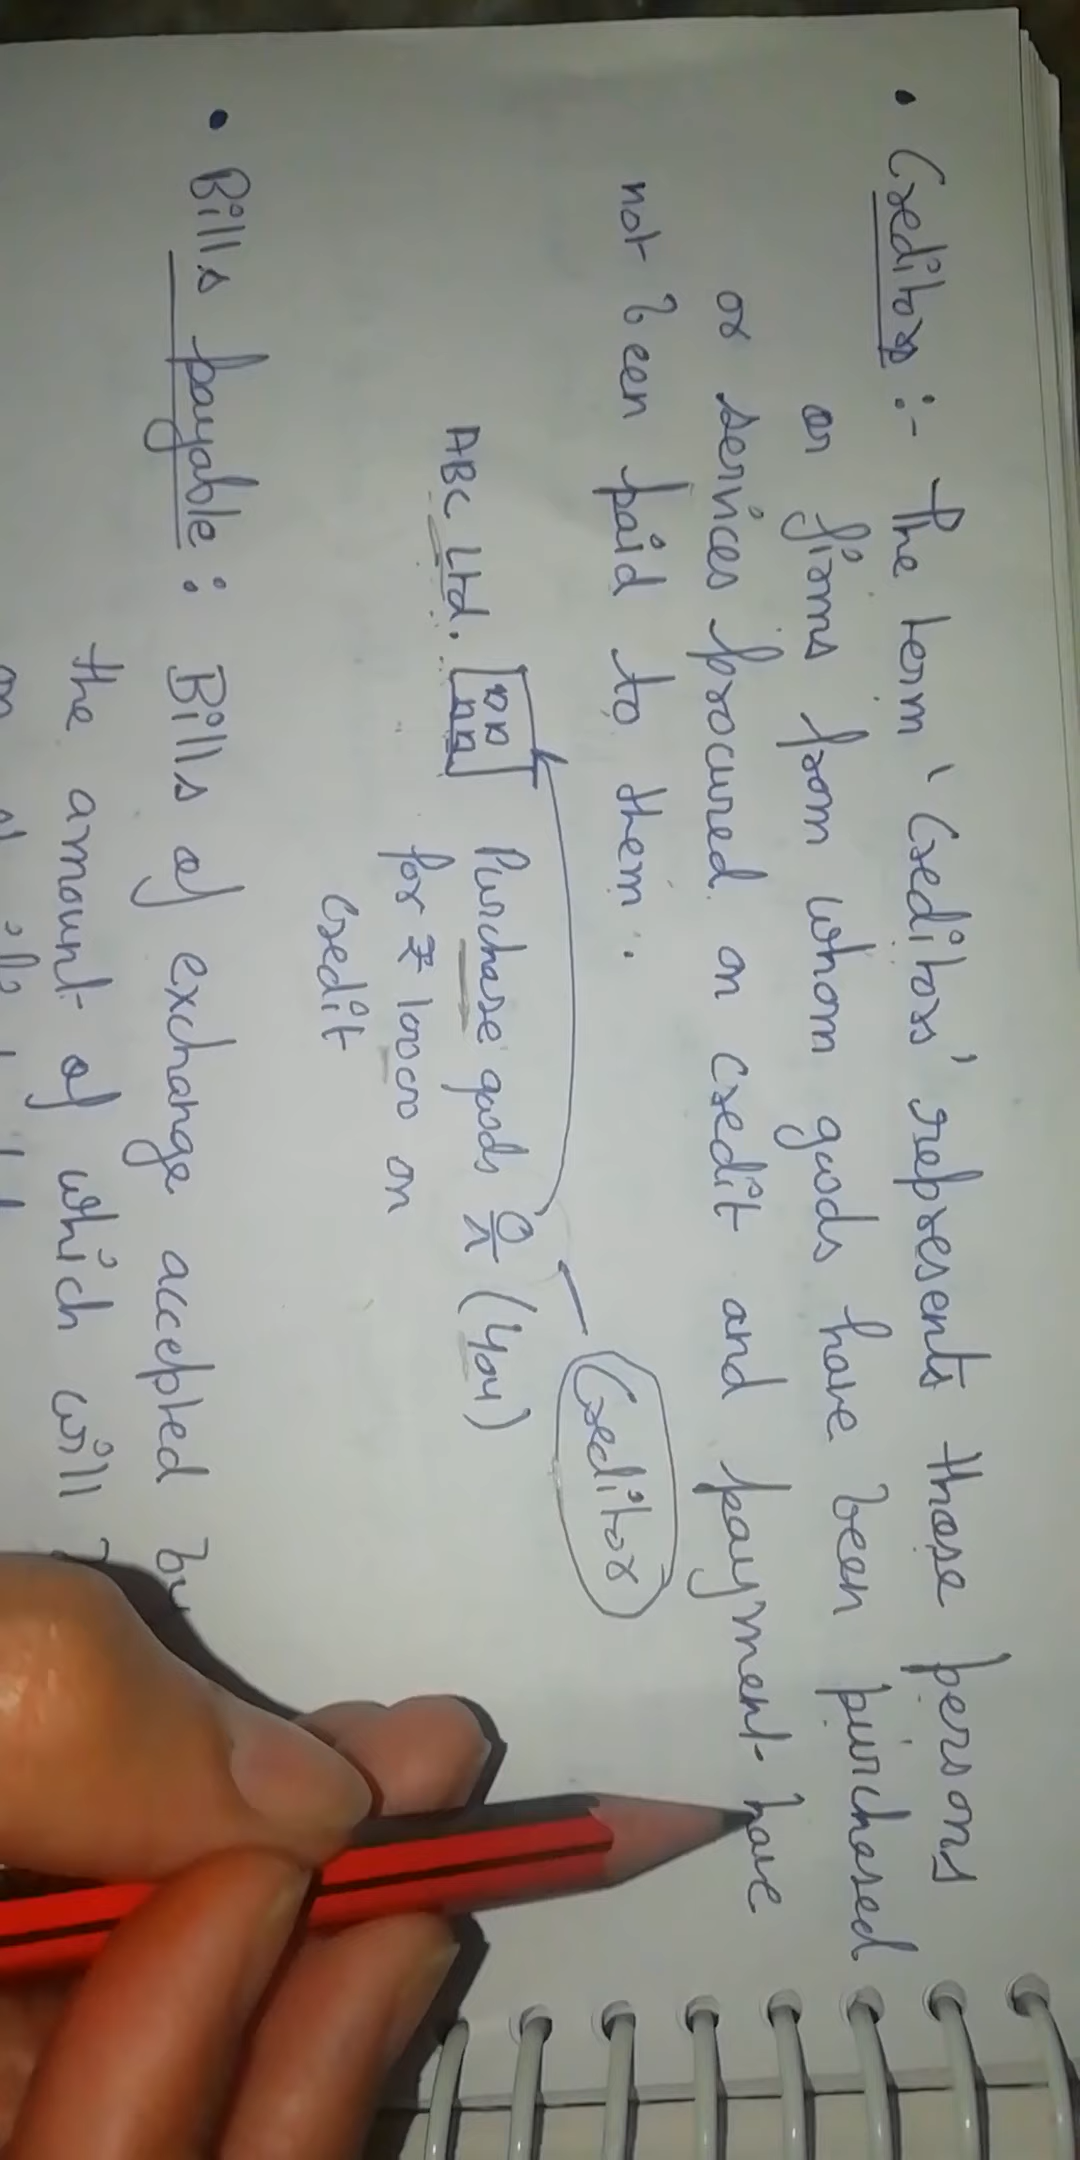 • Creditors :- The term 'Creditors' represents those persons
or firms from whom goods have been purchased
or services procured on credit and payment have
not been paid to them.
Creditor
ABC Ltd. Purchase goods (You)
for ₹ 10000 on
Credit
• Bills payable : Bills of exchange accepted by
the amount of which will